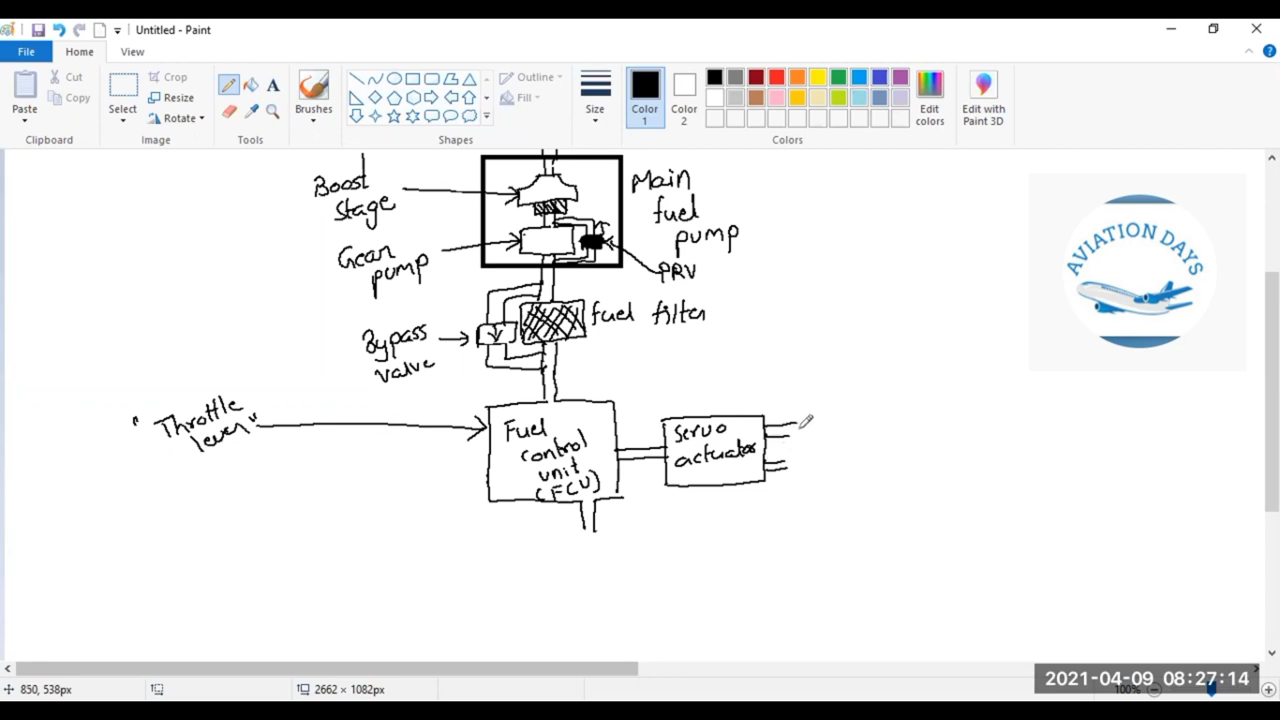 Untitled - Paint
File
Home
View
Paste
Cut
Copy
Clipboard
Select
Crop
Resize
Rotate
Image
A
Tools
Brushes
Outline
Fill
Shapes
Size
Color
1
Color
2
Colors
Edit
colors
Edit with
Paint 3D
Boost
stage
Gear
pump
Main
fuel
pump
PRV
fuel filter
Bypass
valve
"Throttle
lever"
Fuel
control
unit
(FCU)
Servo
actuator
AVIATION DAYS
850, 538px
2662 × 1082px
100%
2021-04-09 08:27:14